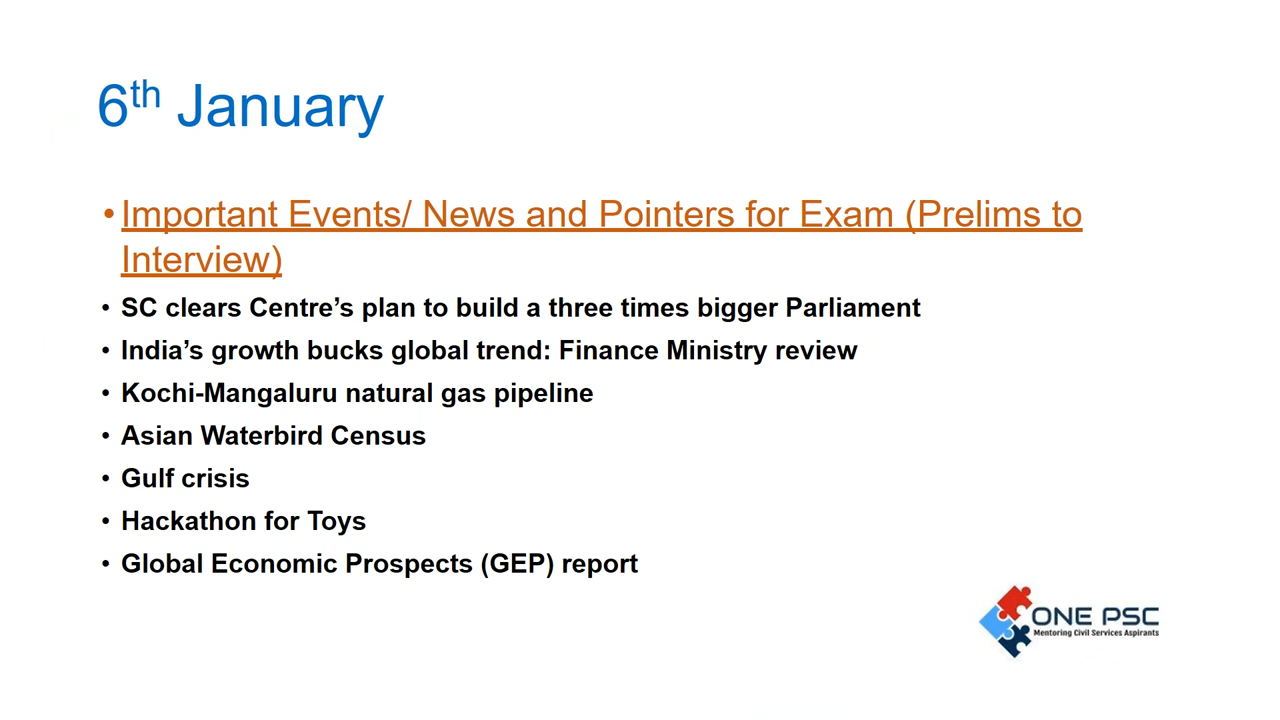 6th January
• Important Events/ News and Pointers for Exam (Prelims to
Interview)
• SC clears Centre’s plan to build a three times bigger Parliament
• India’s growth bucks global trend: Finance Ministry review
• Kochi-Mangaluru natural gas pipeline
• Asian Waterbird Census
• Gulf crisis
• Hackathon for Toys
• Global Economic Prospects (GEP) report
ONE PSC
Mentoring Civil Services Aspirants